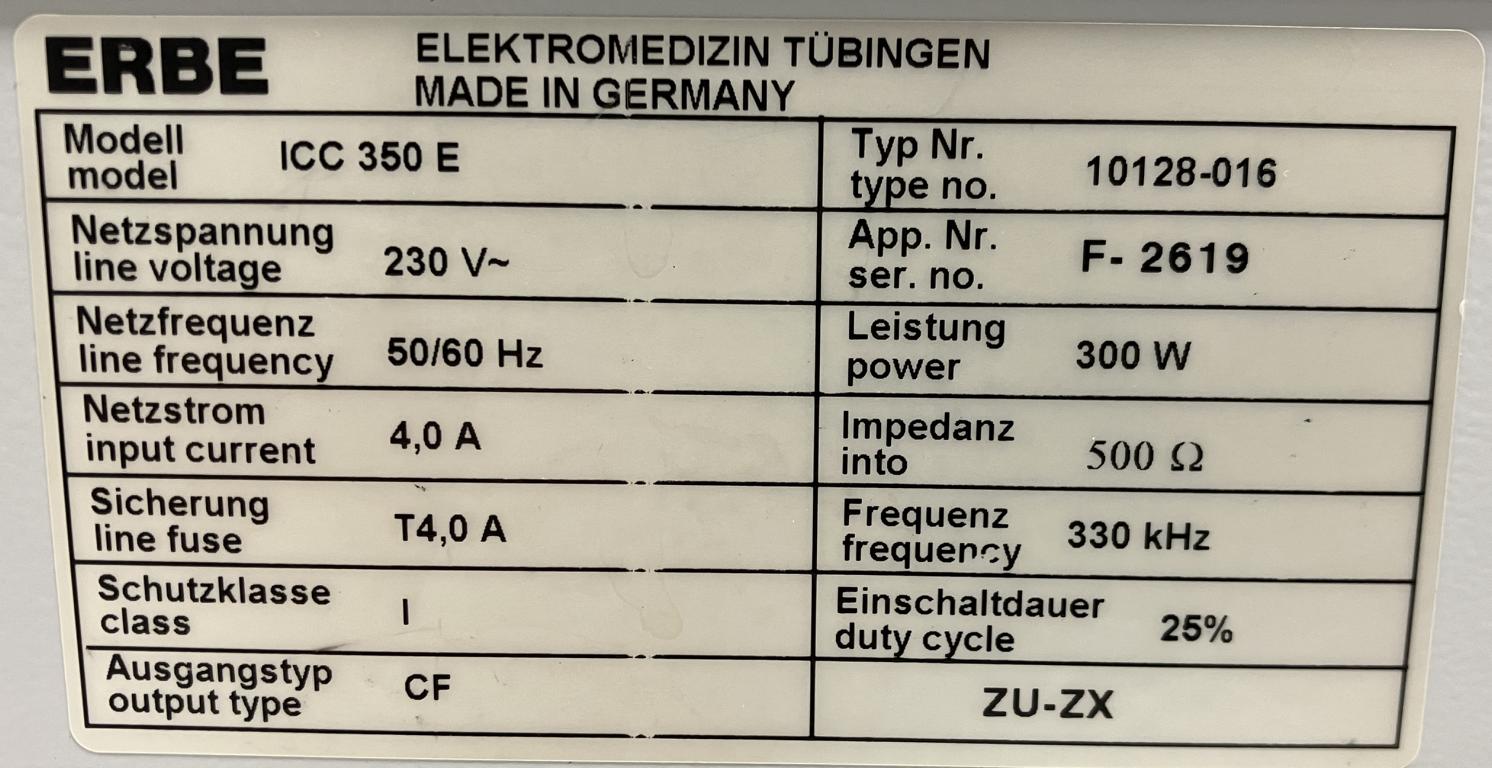 ERBE
ELEKTROMEDIZIN TÜBINGEN
MADE IN GERMANY
Modell
model
ICC 350 E
Typ Nr.
type no.
10128-016
Netzspannung
line voltage
230 V~
App. Nr.
ser. no.
F- 2619
Netzfrequenz
line frequency
50/60 Hz
Leistung
power
300 W
Netzstrom
input current
4,0 A
Impedanz
into
500 Ω
Sicherung
line fuse
T4,0 A
Frequenz
frequency
330 kHz
Schutzklasse
class
I
Einschaltdauer
duty cycle
25%
Ausgangstyp
output type
CF
ZU-ZX